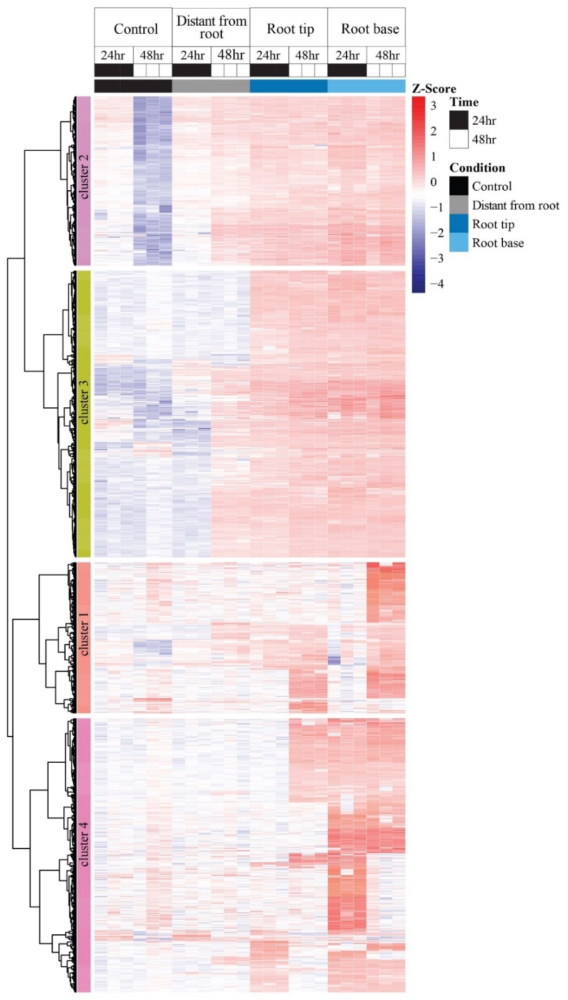 Control
Distant from
root
Root tip
Root base
24hr
48hr
24hr
48hr
24hr
48hr
24hr
48hr
Z-Score
3
2
1
0
−1
−2
−3
−4
Time
24hr
48hr
Condition
Control
Distant from root
Root tip
Root base
cluster 2
cluster 3
cluster 1
cluster 4